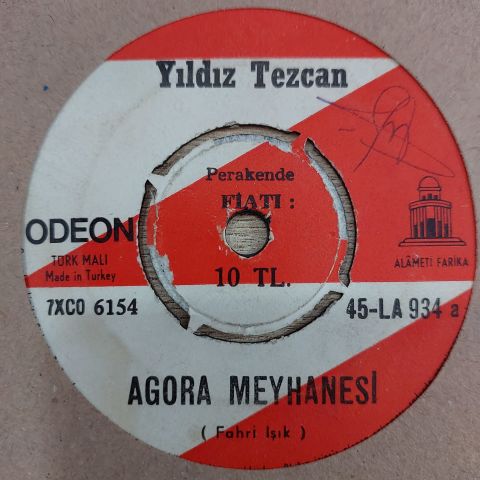 Yıldız Tezcan
Perakende
FİATI :
10 TL.
ODEON
TÜRK MALI
Made in Turkey
ALÂMETİ FARİKA
7XCO 6154
45-LA 934 a
AGORA MEYHANESİ
( Fahri Işık )